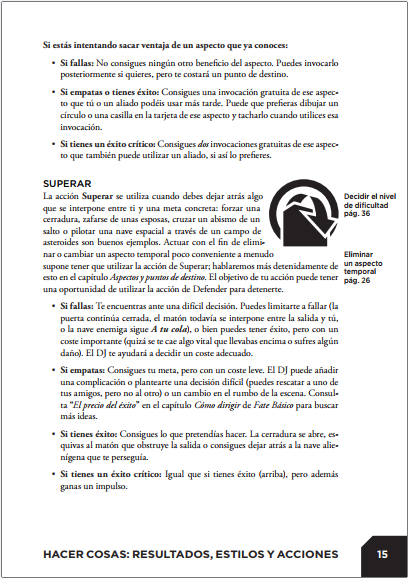 Si estás intentando sacar ventaja de un aspecto que ya conoces:
• Si fallas: No consigues ningún otro beneficio del aspecto. Puedes invocarlo
posteriormente si quieres, pero te costará un punto de destino.
• Si empatas o tienes éxito: Consigues una invocación gratuita de ese aspec-
to que tú o un aliado podéis usar más tarde. Puede que prefieras dibujar un
círculo o una casilla en la tarjeta de ese aspecto y tacharlo cuando utilices esa
invocación.
• Si tienes un éxito crítico: Consigues dos invocaciones gratuitas de ese aspec-
to que también puede utilizar un aliado, si así lo prefieres.
SUPERAR
La acción Superar se utiliza cuando debes dejar atrás algo
que se interpone entre ti y una meta concreta: forzar una
cerradura, zafarse de unas esposas, cruzar un abismo de un
salto o pilotar una nave espacial a través de un campo de
asteroides son buenos ejemplos. Actuar con el fin de elimi-
nar o cambiar un aspecto temporal poco conveniente a menudo
supone tener que utilizar la acción de Superar; hablaremos más detenidamente de
esto en el capítulo Aspectos y puntos de destino. El objetivo de tu acción puede tener
una oportunidad de utilizar la acción de Defender para detenerte.
Decidir el nivel
de dificultad
pág. 36
Eliminar
un aspecto
temporal
pág. 26
• Si fallas: Te encuentras ante una difícil decisión. Puedes limitarte a fallar (la
puerta continúa cerrada, el matón todavía se interpone entre la salida y tú,
o la nave enemiga sigue A tu cola), o bien puedes tener éxito, pero con un
coste importante (quizá se te cae algo vital que llevabas encima o sufres algún
daño). El DJ te ayudará a decidir un coste adecuado.
• Si empatas: Consigues tu meta, pero con un coste leve. El DJ puede añadir
una complicación o plantearte una decisión difícil (puedes rescatar a uno de
tus amigos, pero no al otro) o un cambio en el rumbo de la escena. Consul-
ta “El precio del éxito” en el capítulo Cómo dirigir de Fate Básico para buscar
más ideas.
• Si tienes éxito: Consigues lo que pretendías hacer. La cerradura se abre, es-
quivas al matón que obstruye la salida o consigues dejar atrás a la nave alie-
nígena que te perseguía.
• Si tienes un éxito crítico: Igual que si tienes éxito (arriba), pero además
ganas un impulso.
HACER COSAS: RESULTADOS, ESTILOS Y ACCIONES
15